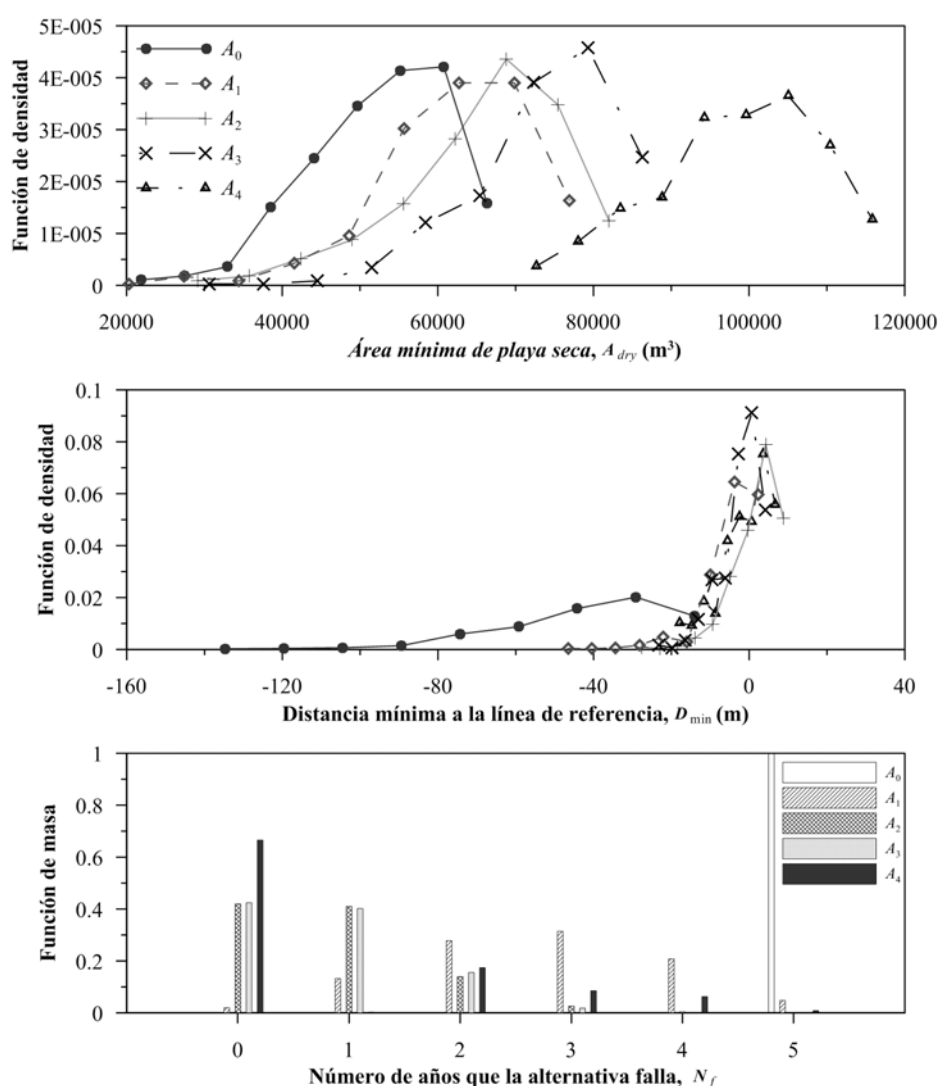 5E-005
4E-005
3E-005
2E-005
1E-005
0
Función de densidad
A0
A1
A2
A3
A4
20000 40000 60000 80000 100000 120000
Área mínima de playa seca, A dry (m³)
0.1
0.08
0.06
0.04
0.02
0
Función de densidad
-160 -120 -80 -40 0 40
Distancia mínima a la línea de referencia, D min (m)
1
0.8
0.6
0.4
0.2
0
Función de masa
A0
A1
A2
A3
A4
0 1 2 3 4 5
Número de años que la alternativa falla, N f